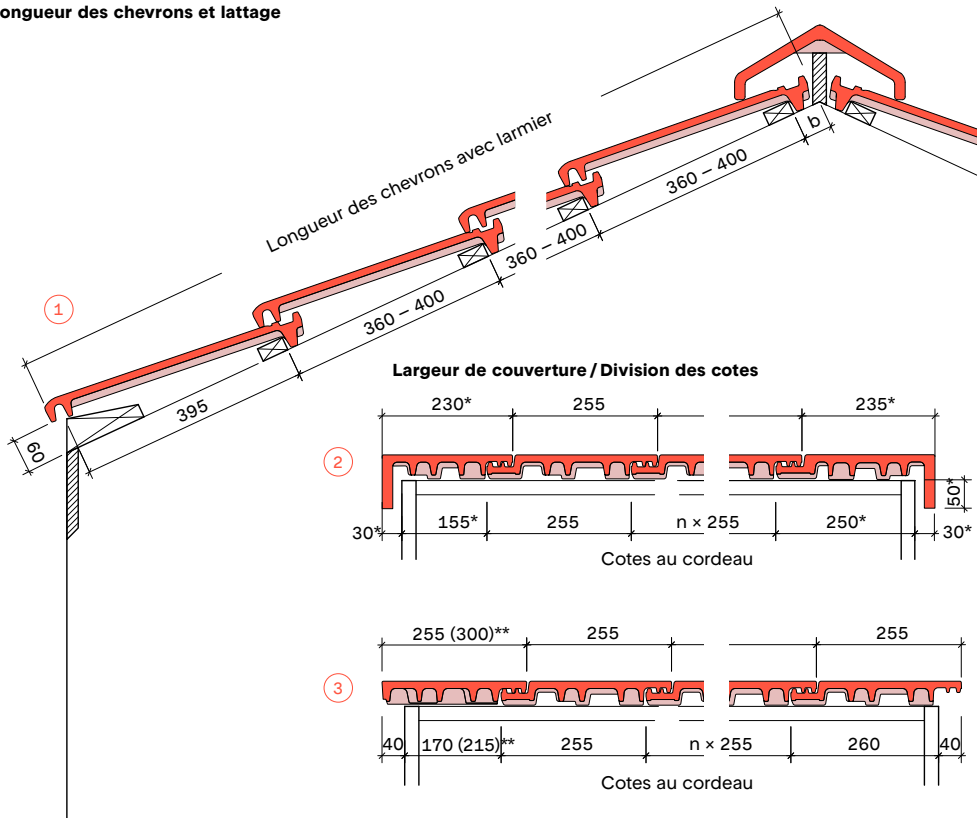 ongueur des chevrons et lattage
Longueur des chevrons avec larmier
b
360 – 400
360 – 400
360 – 400
395
60
1
Largeur de couverture / Division des cotes
230*
255
235*
2
50*
30*
155*
255
n × 255
250*
30*
Cotes au cordeau
255 (300)**
255
255
3
40
170 (215)**
255
n × 255
260
40
Cotes au cordeau